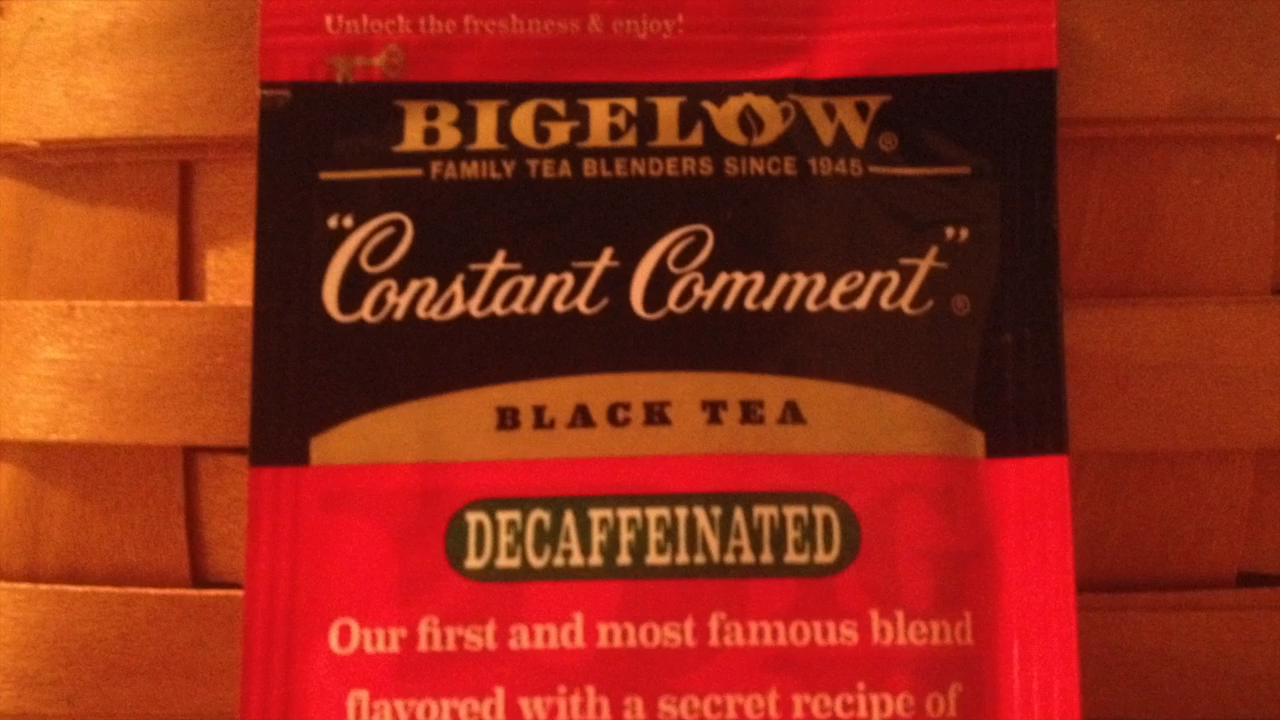 Unlock the freshness & enjoy!
BIGELOW®
FAMILY TEA BLENDERS SINCE 1945
“Constant Comment”®
BLACK TEA
DECAFFEINATED
Our first and most famous blend
flavored with a secret recipe of